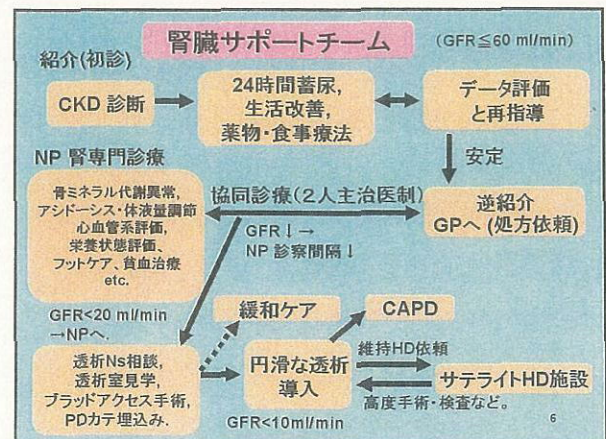 腎臓サポートチーム
(GFR≦60 ml/min)
紹介(初診)
CKD 診断
24時間蓄尿,
生活改善,
薬物・食事療法
データ評価
と再指導
安定
NP 腎専門診療
骨ミネラル代謝異常,
アシドーシス・体液量調節
心血管系評価,
栄養状態評価、
フットケア、貧血治療
etc.
協同診療(2人主治医制)
GFR↓→
NP 診察間隔↓
逆紹介
GPへ (処方依頼)
GFR<20 ml/min
→NPへ.
緩和ケア
CAPD
透析Ns相談,
透析室見学,
ブラッドアクセス手術,
PDカテ埋込み.
円滑な透析
導入
維持HD依頼
サテライトHD施設
高度手術・検査など。
GFR<10ml/min
6